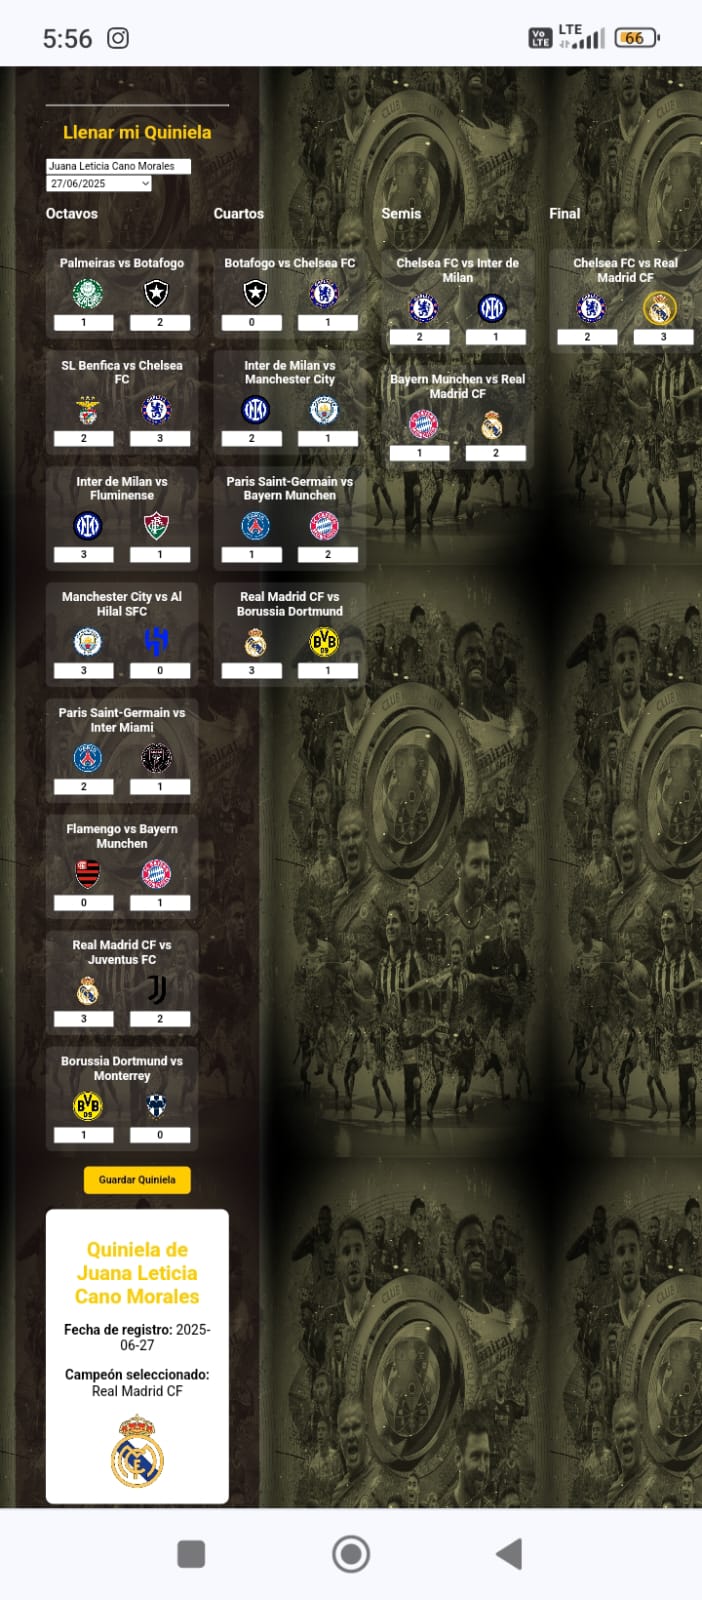 5:56
Vo
LTE
LTE
66
Llenar mi Quiniela
Juana Leticia Cano Morales
27/06/2025
Octavos
Cuartos
Semis
Final
Palmeiras vs Botafogo
1
2
SL Benfica vs Chelsea
FC
2
3
Inter de Milan vs
Fluminense
3
1
Manchester City vs Al
Hilal SFC
3
0
Paris Saint-Germain vs
Inter Miami
2
1
Flamengo vs Bayern
Munchen
0
1
Real Madrid CF vs
Juventus FC
3
2
Borussia Dortmund vs
Monterrey
BVB
09
1
0
Botafogo vs Chelsea FC
0
1
Inter de Milan vs
Manchester City
2
1
Paris Saint-Germain vs
Bayern Munchen
1
2
Real Madrid CF vs
Borussia Dortmund
BVB
09
3
1
Chelsea FC vs Inter de
Milan
2
1
Bayern Munchen vs Real
Madrid CF
1
2
Chelsea FC vs Real
Madrid CF
2
3
Guardar Quiniela
Quiniela de
Juana Leticia
Cano Morales
Fecha de registro: 2025-
06-27
Campeón seleccionado:
Real Madrid CF